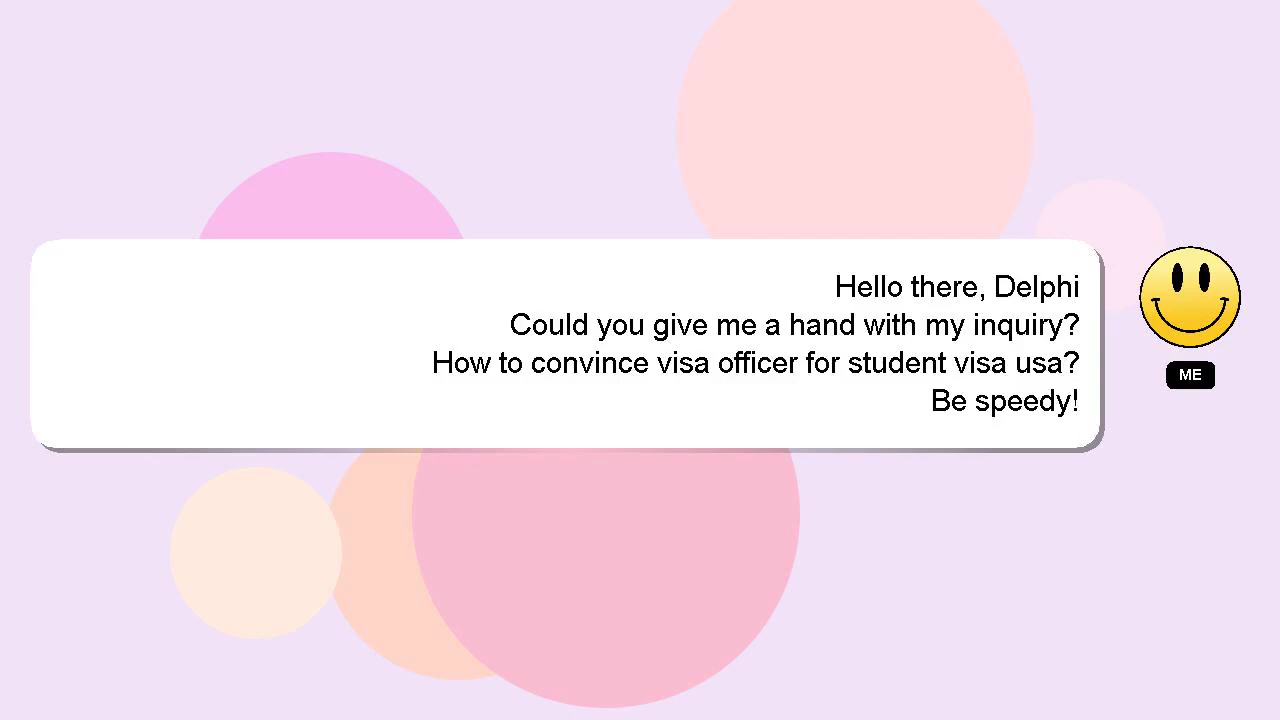 Hello there, Delphi
Could you give me a hand with my inquiry?
How to convince visa officer for student visa usa?
Be speedy!
ME